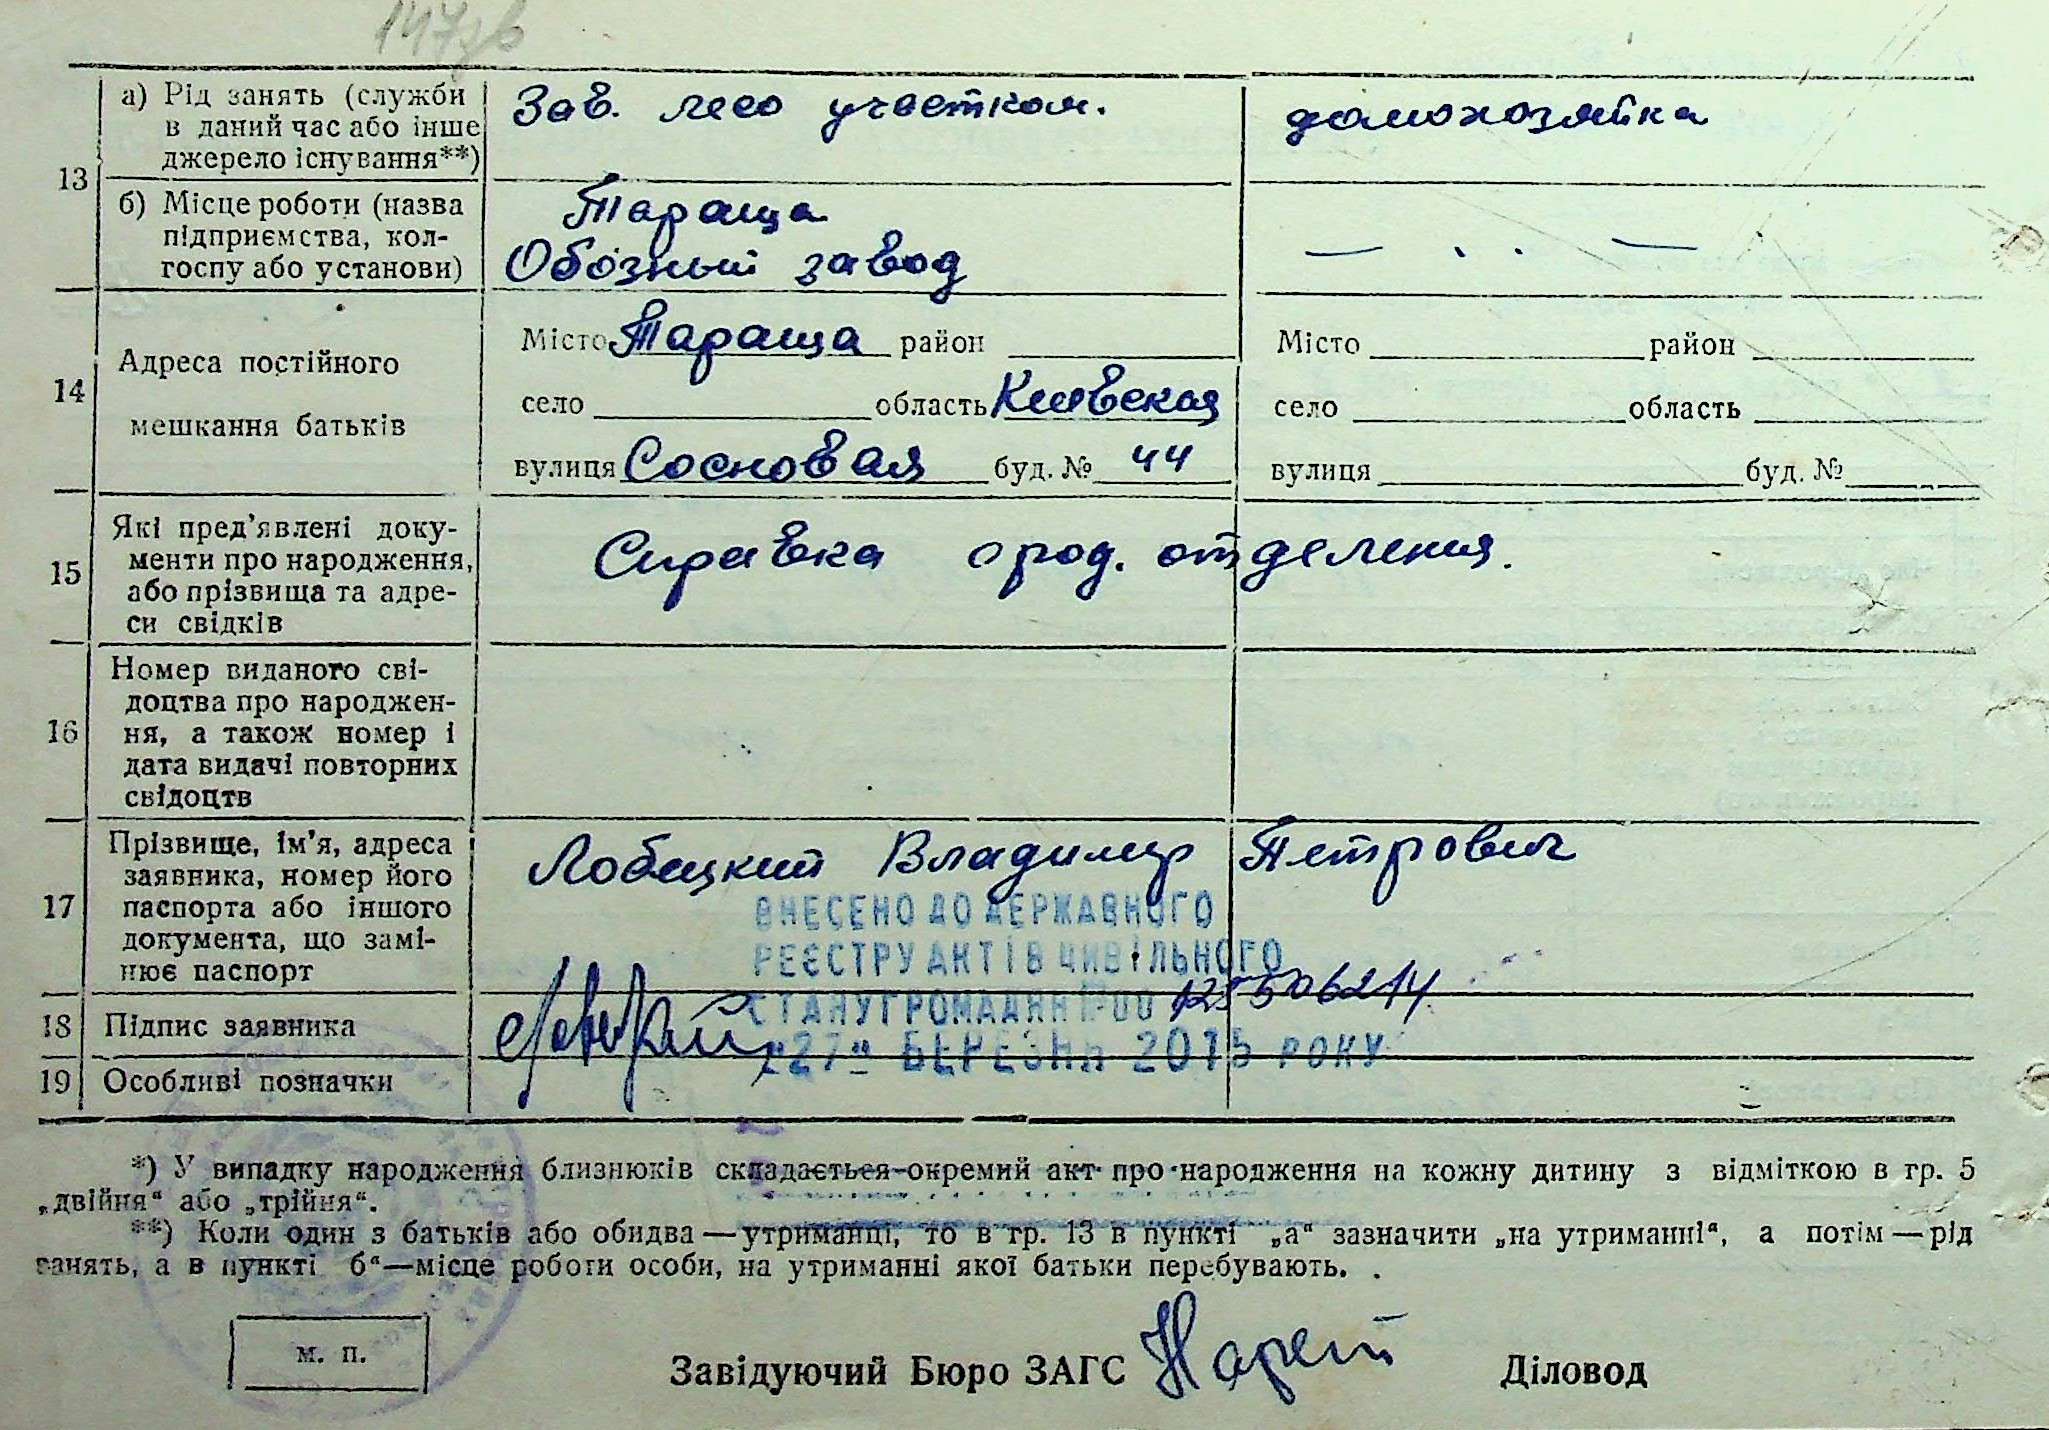 147зв
13
а) Рід занять (служби
в даний час або інше
джерело існування**)
Зав. лесо участком.
домохозяйка
б) Місце роботи (назва
підприємства, кол-
госпу або установи)
Тараща
Обозный завод
— . . —
14
Адреса постійного
мешкання батьків
Місто Тараща район
село область Киевская
вулиця Сосновая буд. № 44
Місто район
село область
вулиця буд. №
15
Які пред'явлені доку-
менти про народження,
або прізвища та адре-
си свідків
Справка род. отделения.
16
Номер виданого сві-
доцтва про народжен-
ня, а також номер і
дата видачі повторних
свідоцтв
17
Прізвище, ім'я, адреса
заявника, номер його
паспорта або іншого
документа, що замі-
нює паспорт
Лобецкий Владимир Петрович
ВНЕСЕНО ДО ДЕРЖАВНОГО
РЕЄСТРУ АКТІВ ЦИВІЛЬНОГО
СТАНУ ГРОМАДЯН №00125506214
"27" БЕРЕЗНЯ 2015 РОКУ
18 Підпис заявника
19 Особливі позначки
*) У випадку народження близнюків складається окремий акт про народження на кожну дитину з відміткою в гр. 5
„двійня“ або „трійня“.
**) Коли один з батьків або обидва—утриманці, то в гр. 13 в пункті „а“ зазначити „на утриманні“, а потім—рід
занять, а в пункті б“—місце роботи особи, на утриманні якої батьки перебувають.
м. п.
Завідуючий Бюро ЗАГС
Діловод